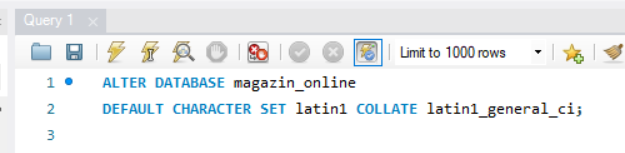 Query 1
Limit to 1000 rows
1 ALTER DATABASE magazin_online
2 DEFAULT CHARACTER SET latin1 COLLATE latin1_general_ci;
3